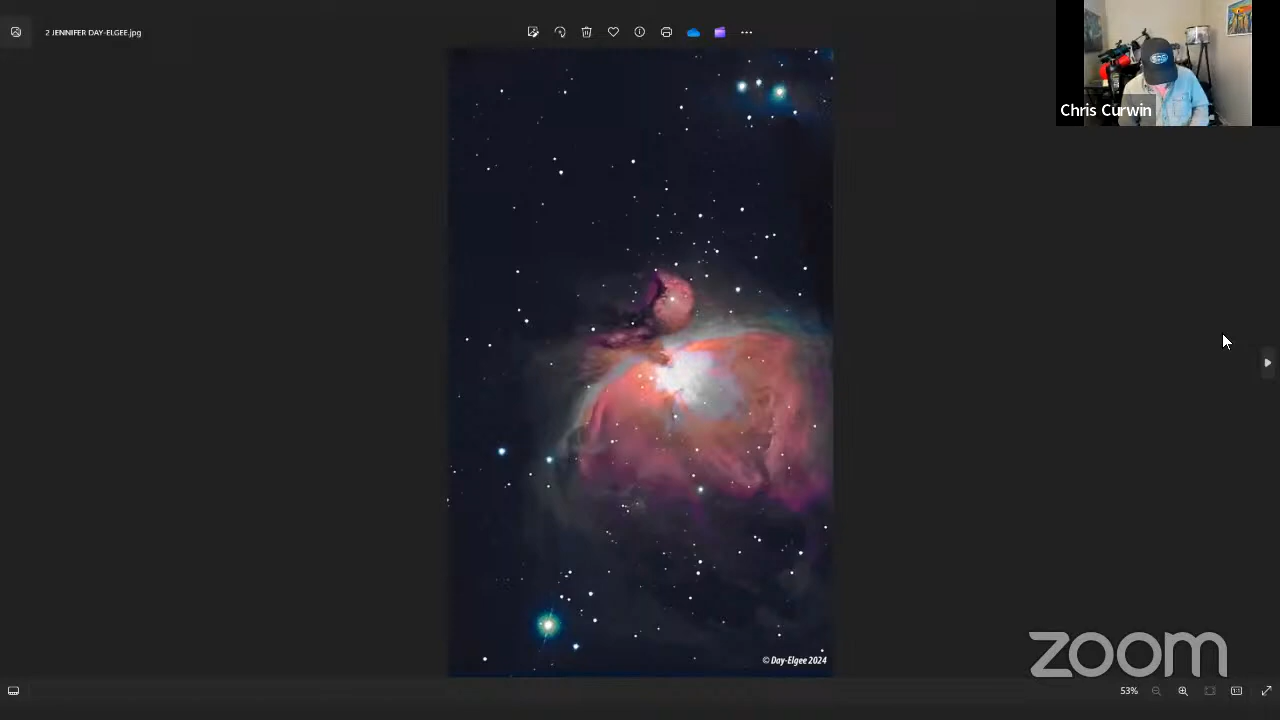 2 JENNIFER DAY-ELGEE.jpg
Chris Curwin
© Day-Elgee 2024
zoom
53%